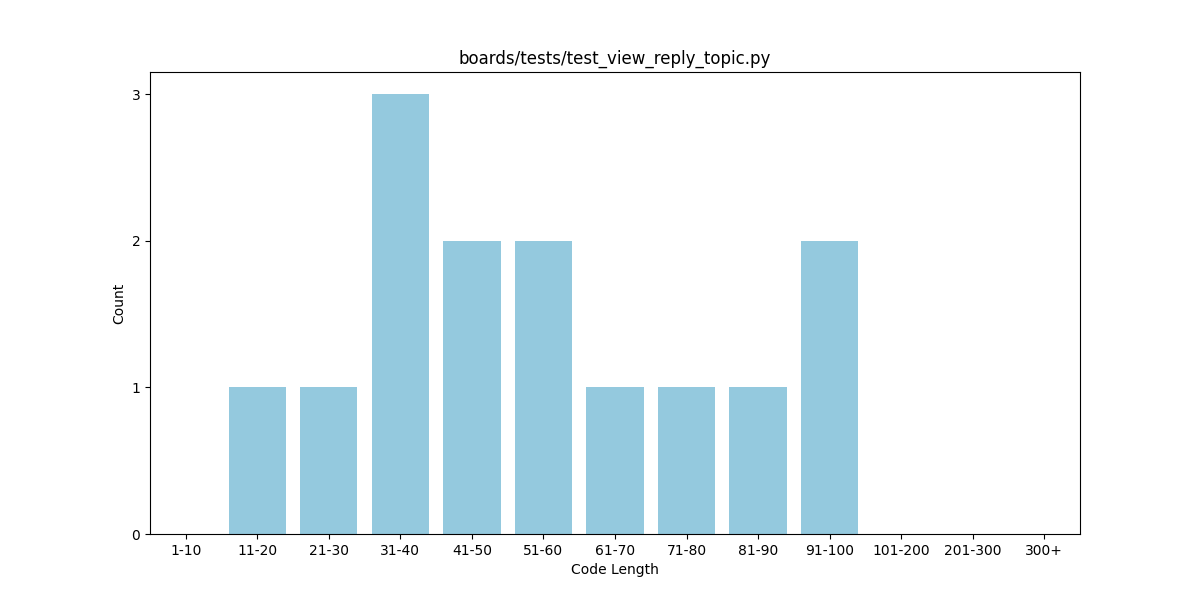 boards/tests/test_view_reply_topic.py
3
2
1
0
Count
1-10 11-20 21-30 31-40 41-50 51-60 61-70 71-80 81-90 91-100 101-200 201-300 300+
Code Length